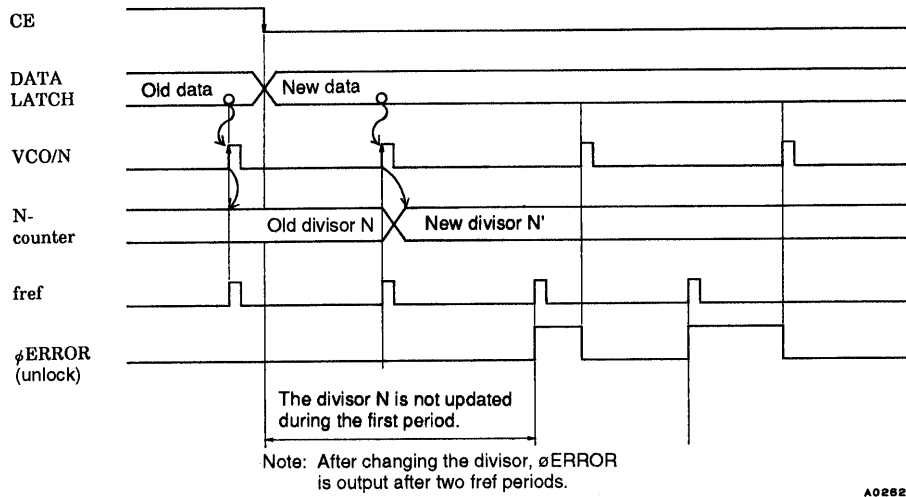 CE
DATA
LATCH
Old data
New data
VCO/N
N-
counter
Old divisor N
New divisor N'
fref
øERROR
(unlock)
The divisor N is not updated
during the first period.
Note: After changing the divisor, øERROR
is output after two fref periods.
A0262